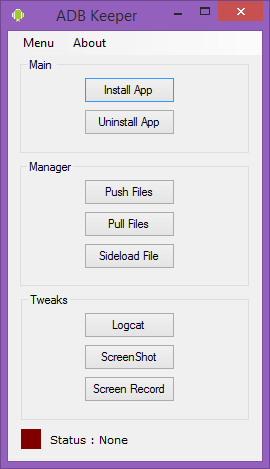 ADB Keeper
Menu About
Main
Install App
Uninstall App
Manager
Push Files
Pull Files
Sideload File
Tweaks
Logcat
ScreenShot
Screen Record
Status : None